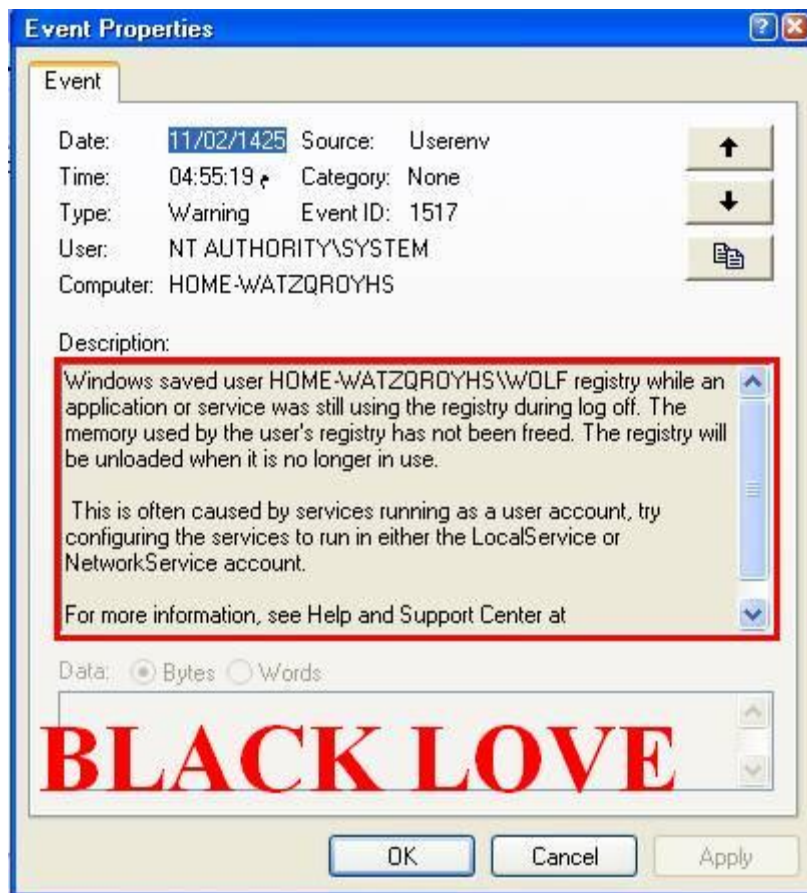 Event Properties
Event
Date: 11/02/1425 Source: Userenv
Time: 04:55:19 م Category: None
Type: Warning Event ID: 1517
User: NT AUTHORITY\SYSTEM
Computer: HOME-WATZQROYHS
Description:
Windows saved user HOME-WATZQROYHS\WOLF registry while an
application or service was still using the registry during log off. The
memory used by the user's registry has not been freed. The registry will
be unloaded when it is no longer in use.
This is often caused by services running as a user account, try
configuring the services to run in either the LocalService or
NetworkService account.
For more information, see Help and Support Center at
Data: Bytes Words
BLACK LOVE
OK Cancel Apply